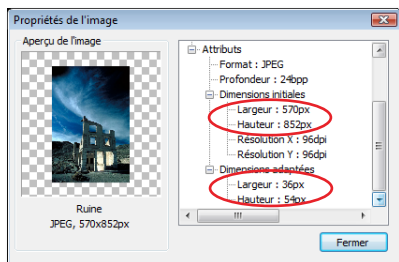 Propriétés de l'image
Aperçu de l'image
Ruine
JPEG, 570x852px
Attributs
Format : JPEG
Profondeur : 24bpp
Dimensions initiales
Largeur : 570px
Hauteur : 852px
Résolution X : 96dpi
Résolution Y : 96dpi
Dimensions adaptées
Largeur : 36px
Hauteur : 54px
Fermer